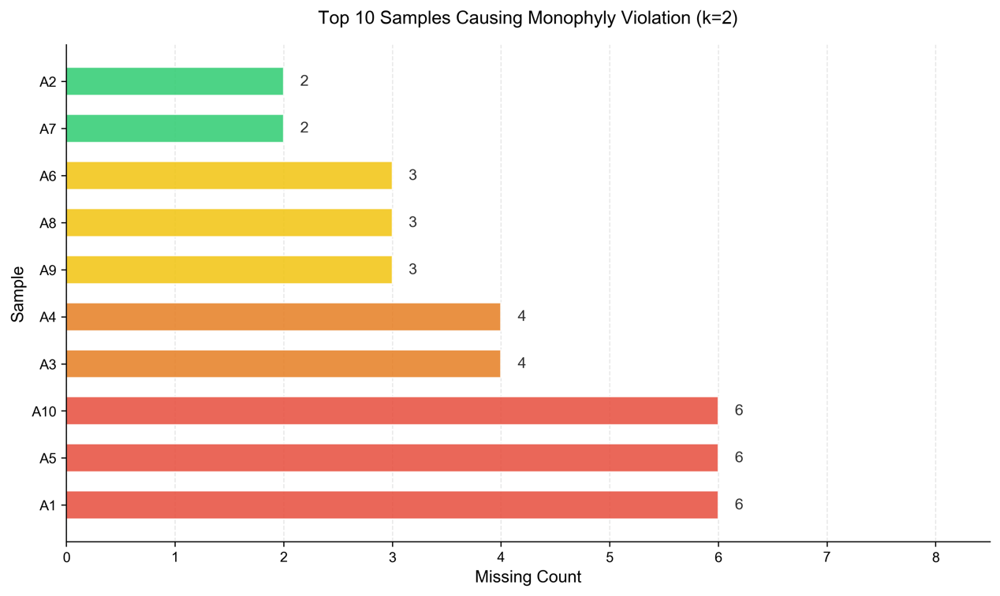 Top 10 Samples Causing Monophyly Violation (k=2)
A2 2
A7 2
A6 3
A8 3
A9 3
A4 4
A3 4
A10 6
A5 6
A1 6
Sample
0 1 2 3 4 5 6 7 8
Missing Count